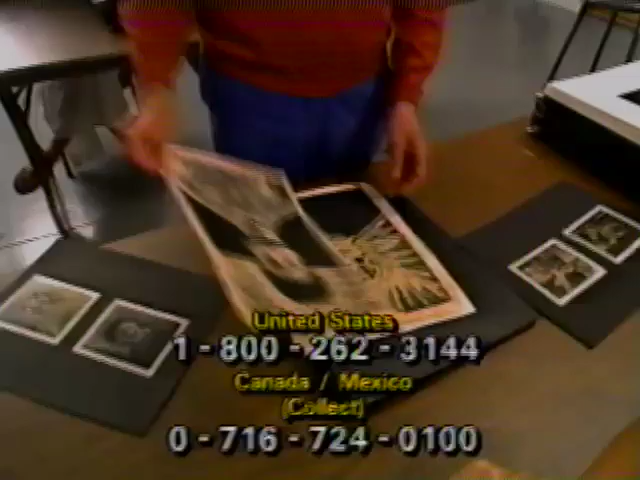 United States
1-800-262-3144
Canada / Mexico
(Collect)
0-716-724-0100